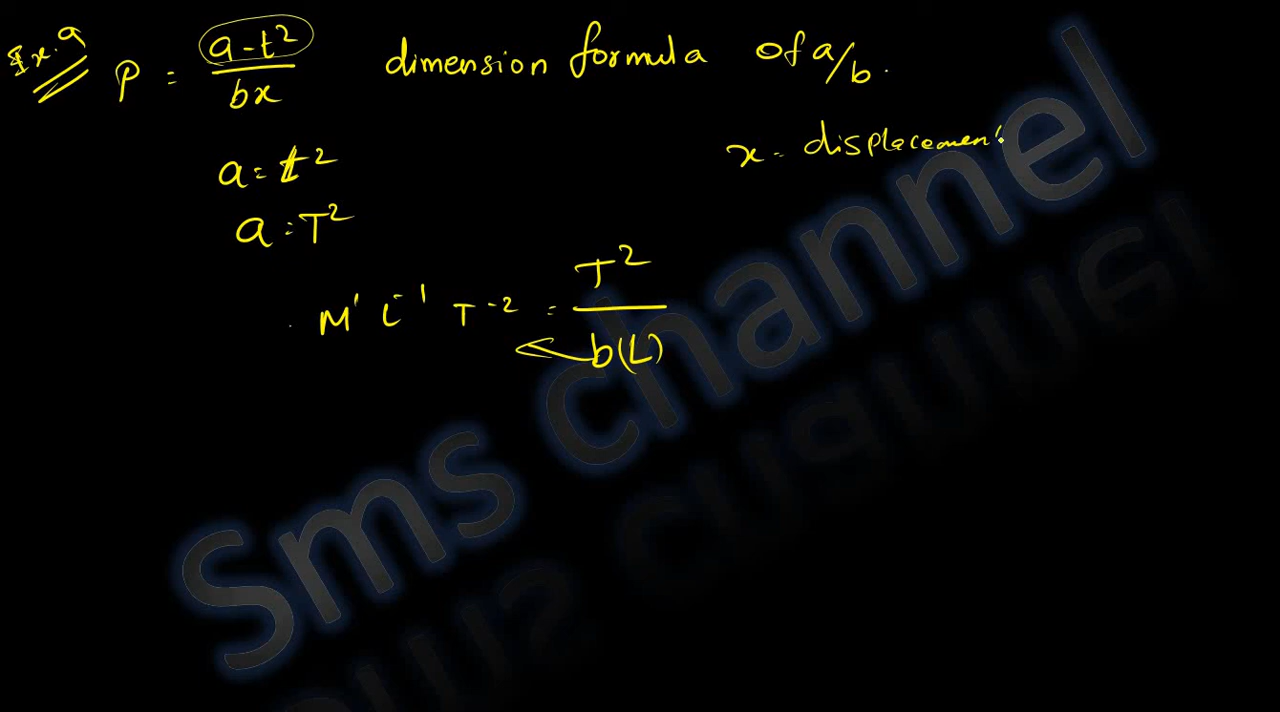 Ex. 9 P = a - t² / bx dimension formula of a/b.
x = displacement
a = t²
a = T²
M¹ L⁻¹ T⁻² = T² / b(L)
Sms channel